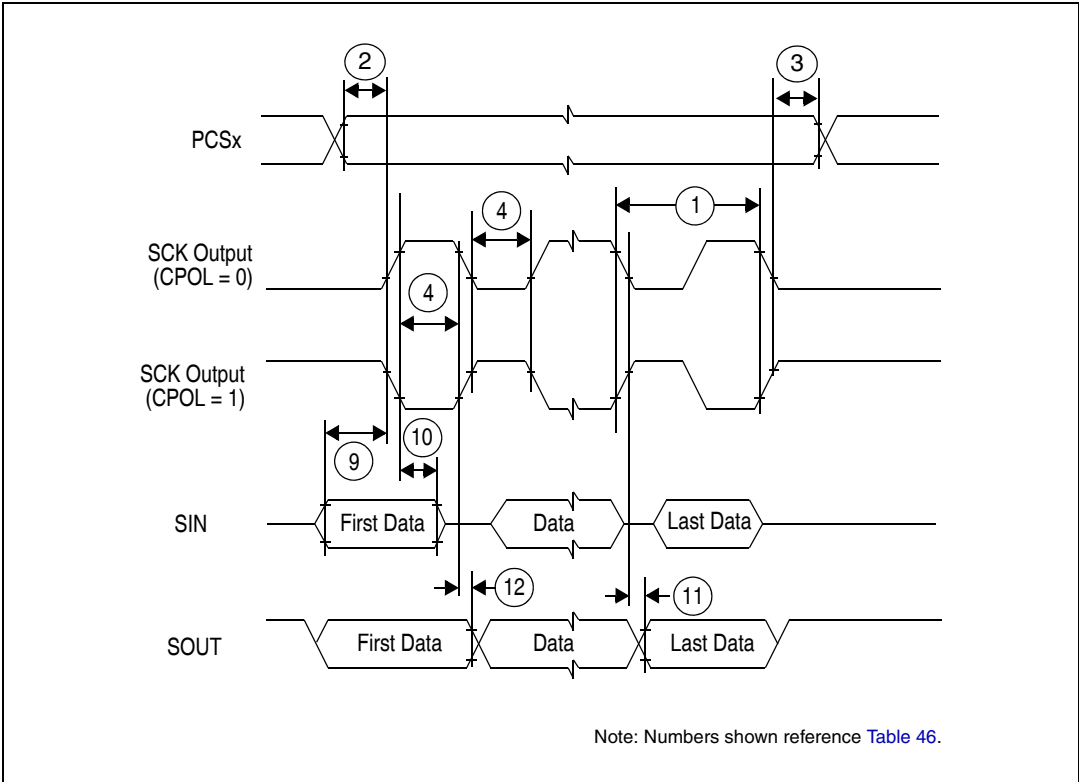 2
3
PCSx
4
1
SCK Output
(CPOL = 0)
4
SCK Output
(CPOL = 1)
9
10
SIN
First Data
Data
Last Data
12
11
SOUT
First Data
Data
Last Data
Note: Numbers shown reference Table 46.